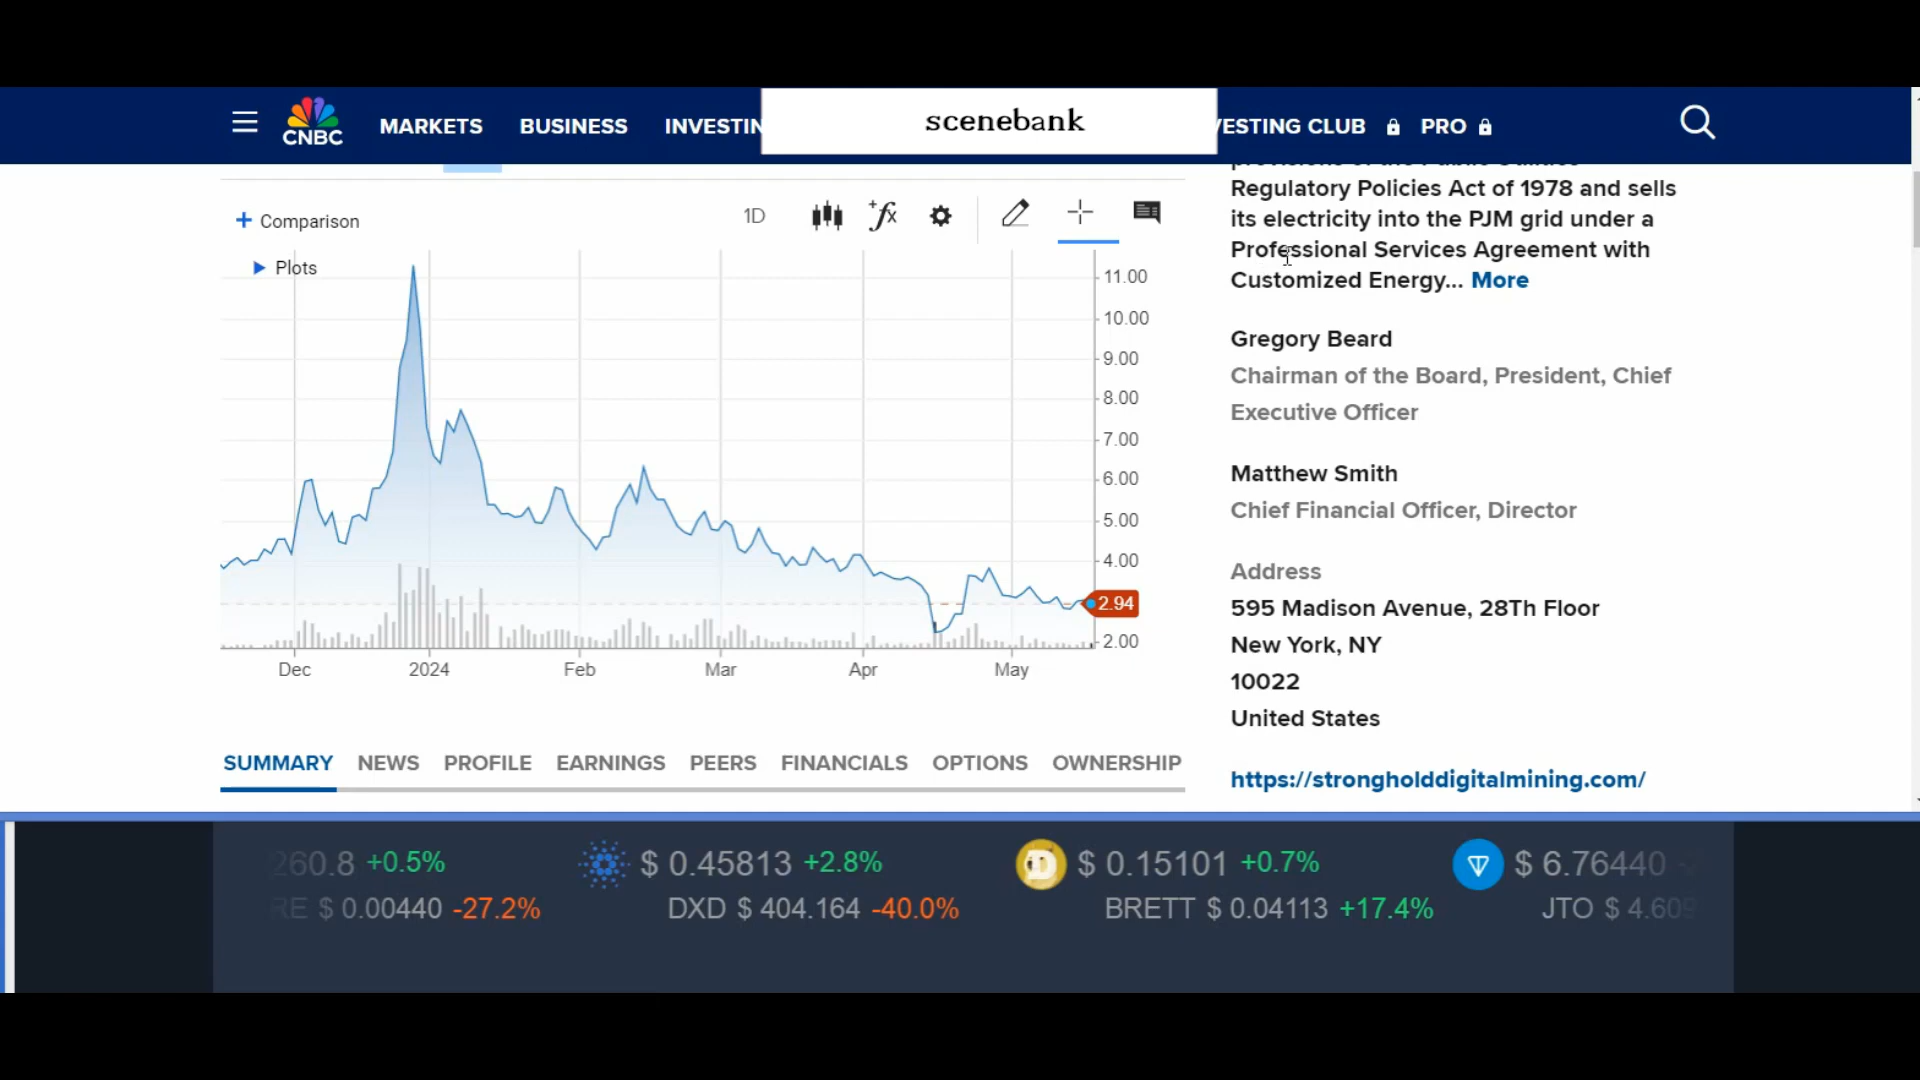 CNBC
MARKETS
BUSINESS
INVESTIN
scenebank
VESTING CLUB
PRO
Comparison
1D
Plots
11.00
10.00
9.00
8.00
7.00
6.00
5.00
4.00
2.94
2.00
Dec
2024
Feb
Mar
Apr
May
SUMMARY
NEWS
PROFILE
EARNINGS
PEERS
FINANCIALS
OPTIONS
OWNERSHIP
Regulatory Policies Act of 1978 and sells
its electricity into the PJM grid under a
Professional Services Agreement with
Customized Energy... More
Gregory Beard
Chairman of the Board, President, Chief
Executive Officer
Matthew Smith
Chief Financial Officer, Director
Address
595 Madison Avenue, 28Th Floor
New York, NY
10022
United States
https://strongholddigitalmining.com/
260.8 +0.5%
$ 0.45813 +2.8%
$ 0.15101 +0.7%
$ 6.76440
RE $ 0.00440 -27.2%
DXD $ 404.164 -40.0%
BRETT $ 0.04113 +17.4%
JTO $ 4.609